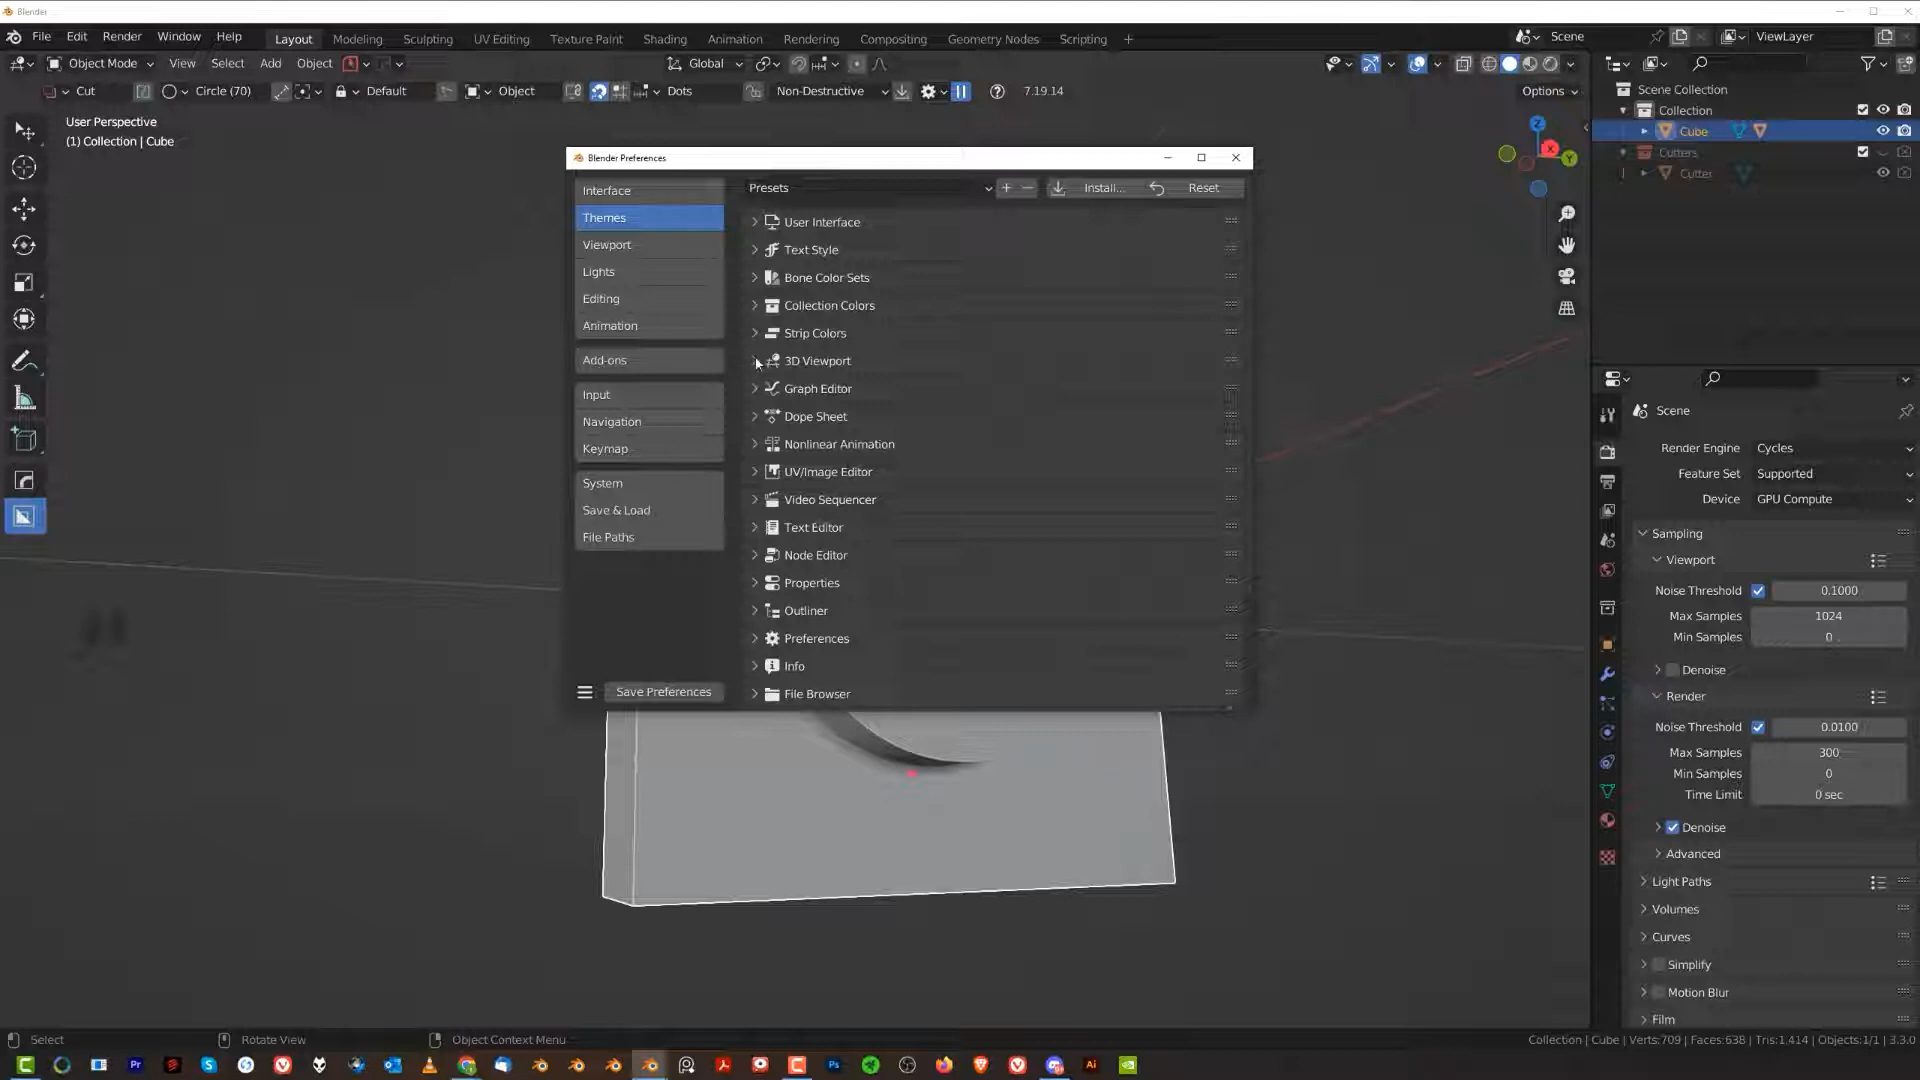 Blender
File Edit Render Window Help Layout Modeling Sculpting UV Editing Texture Paint Shading Animation Rendering Compositing Geometry Nodes Scripting + Scene ViewLayer
Object Mode View Select Add Object Global
Cut Circle (70) Default Object Dots Non-Destructive 7.19.14 Options
User Perspective
(1) Collection | Cube
Scene Collection
Collection
Cube
Cutters
Cutter
Blender Preferences
Interface
Themes
Viewport
Lights
Editing
Animation
Add-ons
Input
Navigation
Keymap
System
Save & Load
File Paths
Save Preferences
Presets Install... Reset
User Interface
Text Style
Bone Color Sets
Collection Colors
Strip Colors
3D Viewport
Graph Editor
Dope Sheet
Nonlinear Animation
UV/Image Editor
Video Sequencer
Text Editor
Node Editor
Properties
Outliner
Preferences
Info
File Browser
Scene
Render Engine Cycles
Feature Set Supported
Device GPU Compute
Sampling
Viewport
Noise Threshold 0.1000
Max Samples 1024
Min Samples 0
Denoise
Render
Noise Threshold 0.0100
Max Samples 300
Min Samples 0
Time Limit 0 sec
Denoise
Advanced
Light Paths
Volumes
Curves
Simplify
Motion Blur
Film
Select Rotate View Object Context Menu Collection | Cube | Verts:709 | Faces:638 | Tris:1,414 | Objects:1/1 | 3.3.0
Pr S Ps Ai